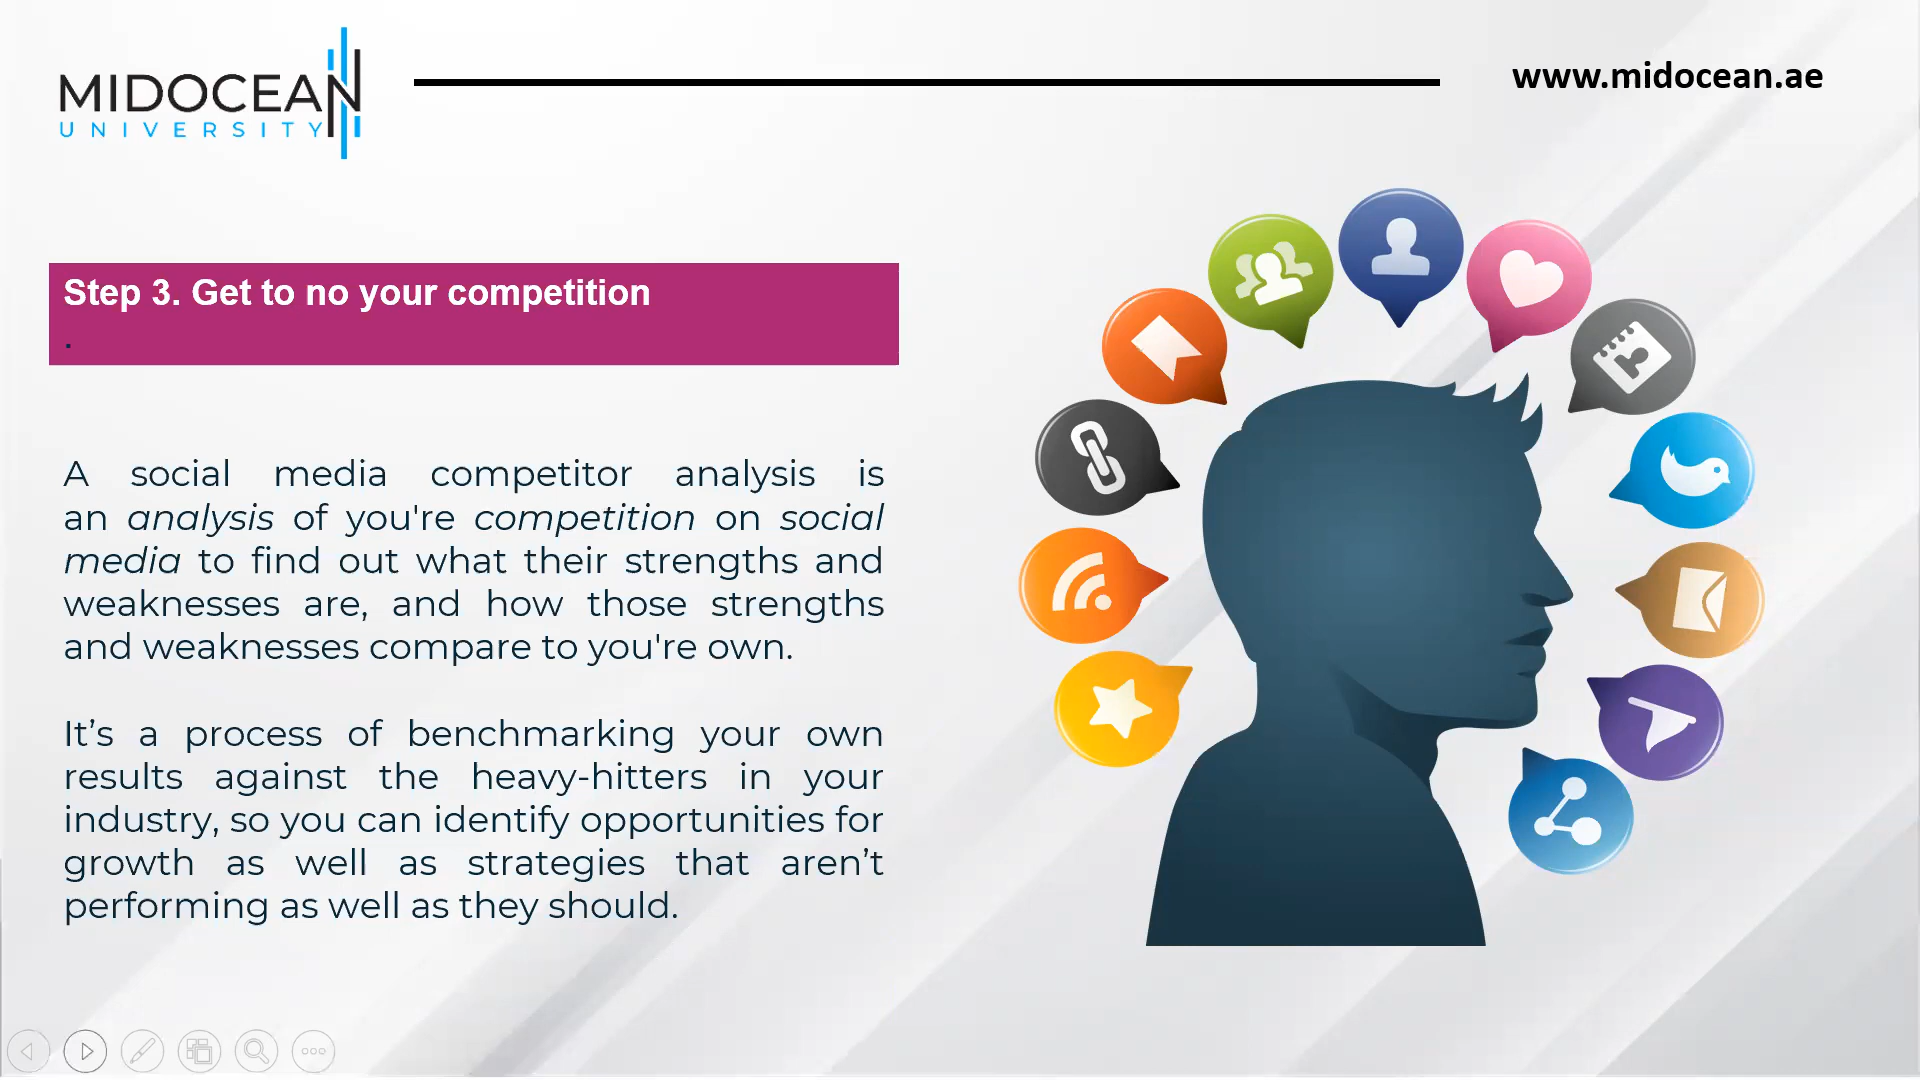 MIDOCEAN
UNIVERSITY
www.midocean.ae
Step 3. Get to no your competition
.
A social media competitor analysis is
an analysis of you're competition on social
media to find out what their strengths and
weaknesses are, and how those strengths
and weaknesses compare to you're own.
It’s a process of benchmarking your own
results against the heavy-hitters in your
industry, so you can identify opportunities for
growth as well as strategies that aren’t
performing as well as they should.